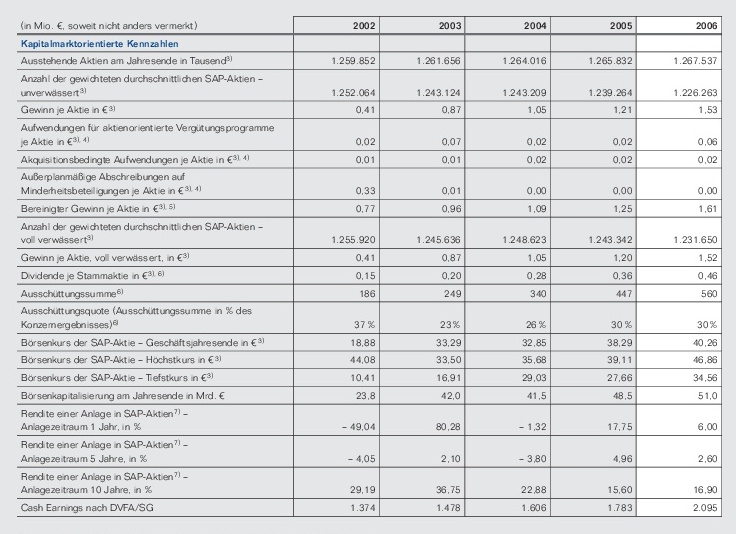 (in Mio. €, soweit nicht anders vermerkt) 2002 2003 2004 2005 2006
Kapitalmarktorientierte Kennzahlen
Ausstehende Aktien am Jahresende in Tausend3) 1.259.852 1.261.656 1.264.016 1.265.832 1.267.537
Anzahl der gewichteten durchschnittlichen SAP-Aktien –
unverwässert3) 1.252.064 1.243.124 1.243.209 1.239.264 1.226.263
Gewinn je Aktie in €3) 0,41 0,87 1,05 1,21 1,53
Aufwendungen für aktienorientierte Vergütungsprogramme
je Aktie in €3), 4) 0,02 0,07 0,02 0,02 0,06
Akquisitionsbedingte Aufwendungen je Aktie in €3), 4) 0,01 0,01 0,02 0,02 0,02
Außerplanmäßige Abschreibungen auf
Minderheitsbeteiligungen je Aktie in €3), 4) 0,33 0,01 0,00 0,00 0,00
Bereinigter Gewinn je Aktie in €3), 5) 0,77 0,96 1,09 1,25 1,61
Anzahl der gewichteten durchschnittlichen SAP-Aktien –
voll verwässert3) 1.255.920 1.245.636 1.248.623 1.243.342 1.231.650
Gewinn je Aktie, voll verwässert, in €3) 0,41 0,87 1,05 1,20 1,52
Dividende je Stammaktie in €3), 6) 0,15 0,20 0,28 0,36 0,46
Ausschüttungssumme6) 186 249 340 447 560
Ausschüttungsquote (Ausschüttungssumme in % des
Konzernergebnisses)6) 37 % 23 % 26 % 30 % 30 %
Börsenkurs der SAP-Aktie – Geschäftsjahresende in €3) 18,88 33,29 32,85 38,29 40,26
Börsenkurs der SAP-Aktie – Höchstkurs in €3) 44,08 33,50 35,68 39,11 46,86
Börsenkurs der SAP-Aktie – Tiefstkurs in €3) 10,41 16,91 29,03 27,66 34,56
Börsenkapitalisierung am Jahresende in Mrd. € 23,8 42,0 41,5 48,5 51,0
Rendite einer Anlage in SAP-Aktien7) –
Anlagezeitraum 1 Jahr, in % – 49,04 80,28 – 1,32 17,75 6,00
Rendite einer Anlage in SAP-Aktien7) –
Anlagezeitraum 5 Jahre, in % – 4,05 2,10 – 3,80 4,96 2,60
Rendite einer Anlage in SAP-Aktien7) –
Anlagezeitraum 10 Jahre, in % 29,19 36,75 22,88 15,60 16,90
Cash Earnings nach DVFA/SG 1.374 1.478 1.606 1.783 2.095